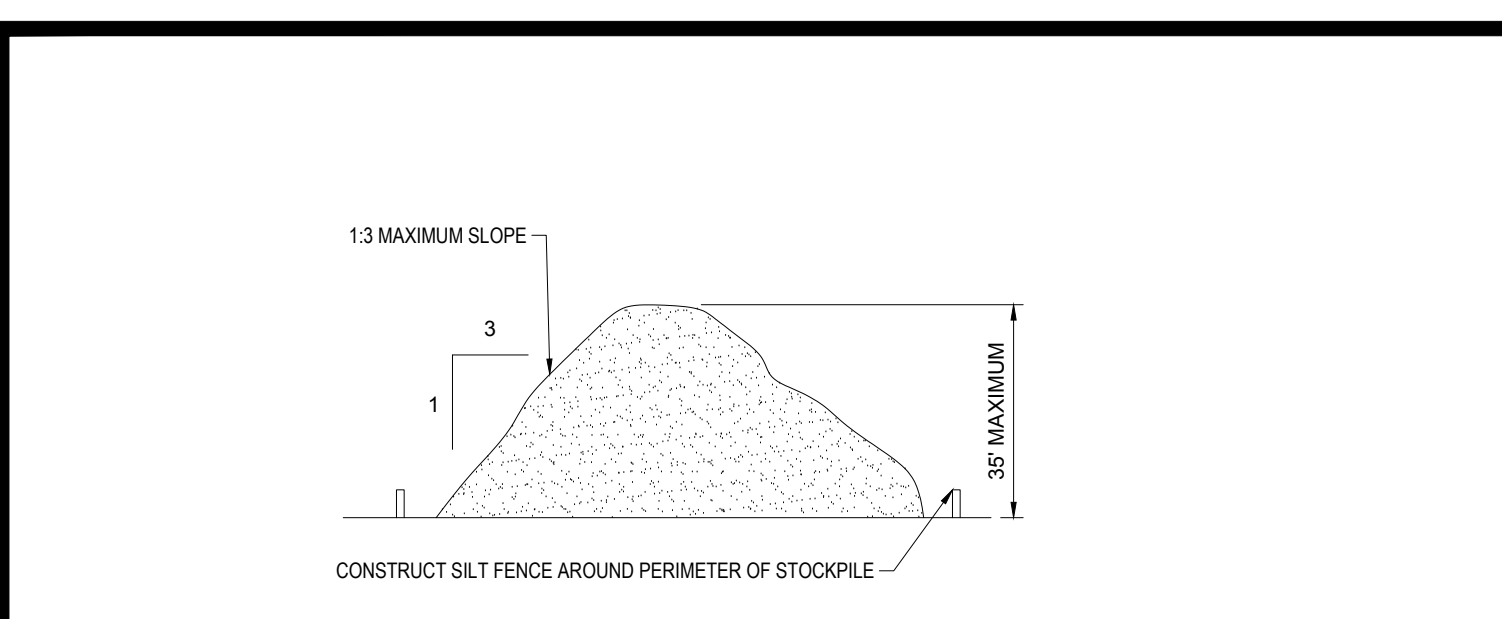 1:3 MAXIMUM SLOPE
3
1
35' MAXIMUM
CONSTRUCT SILT FENCE AROUND PERIMETER OF STOCKPILE